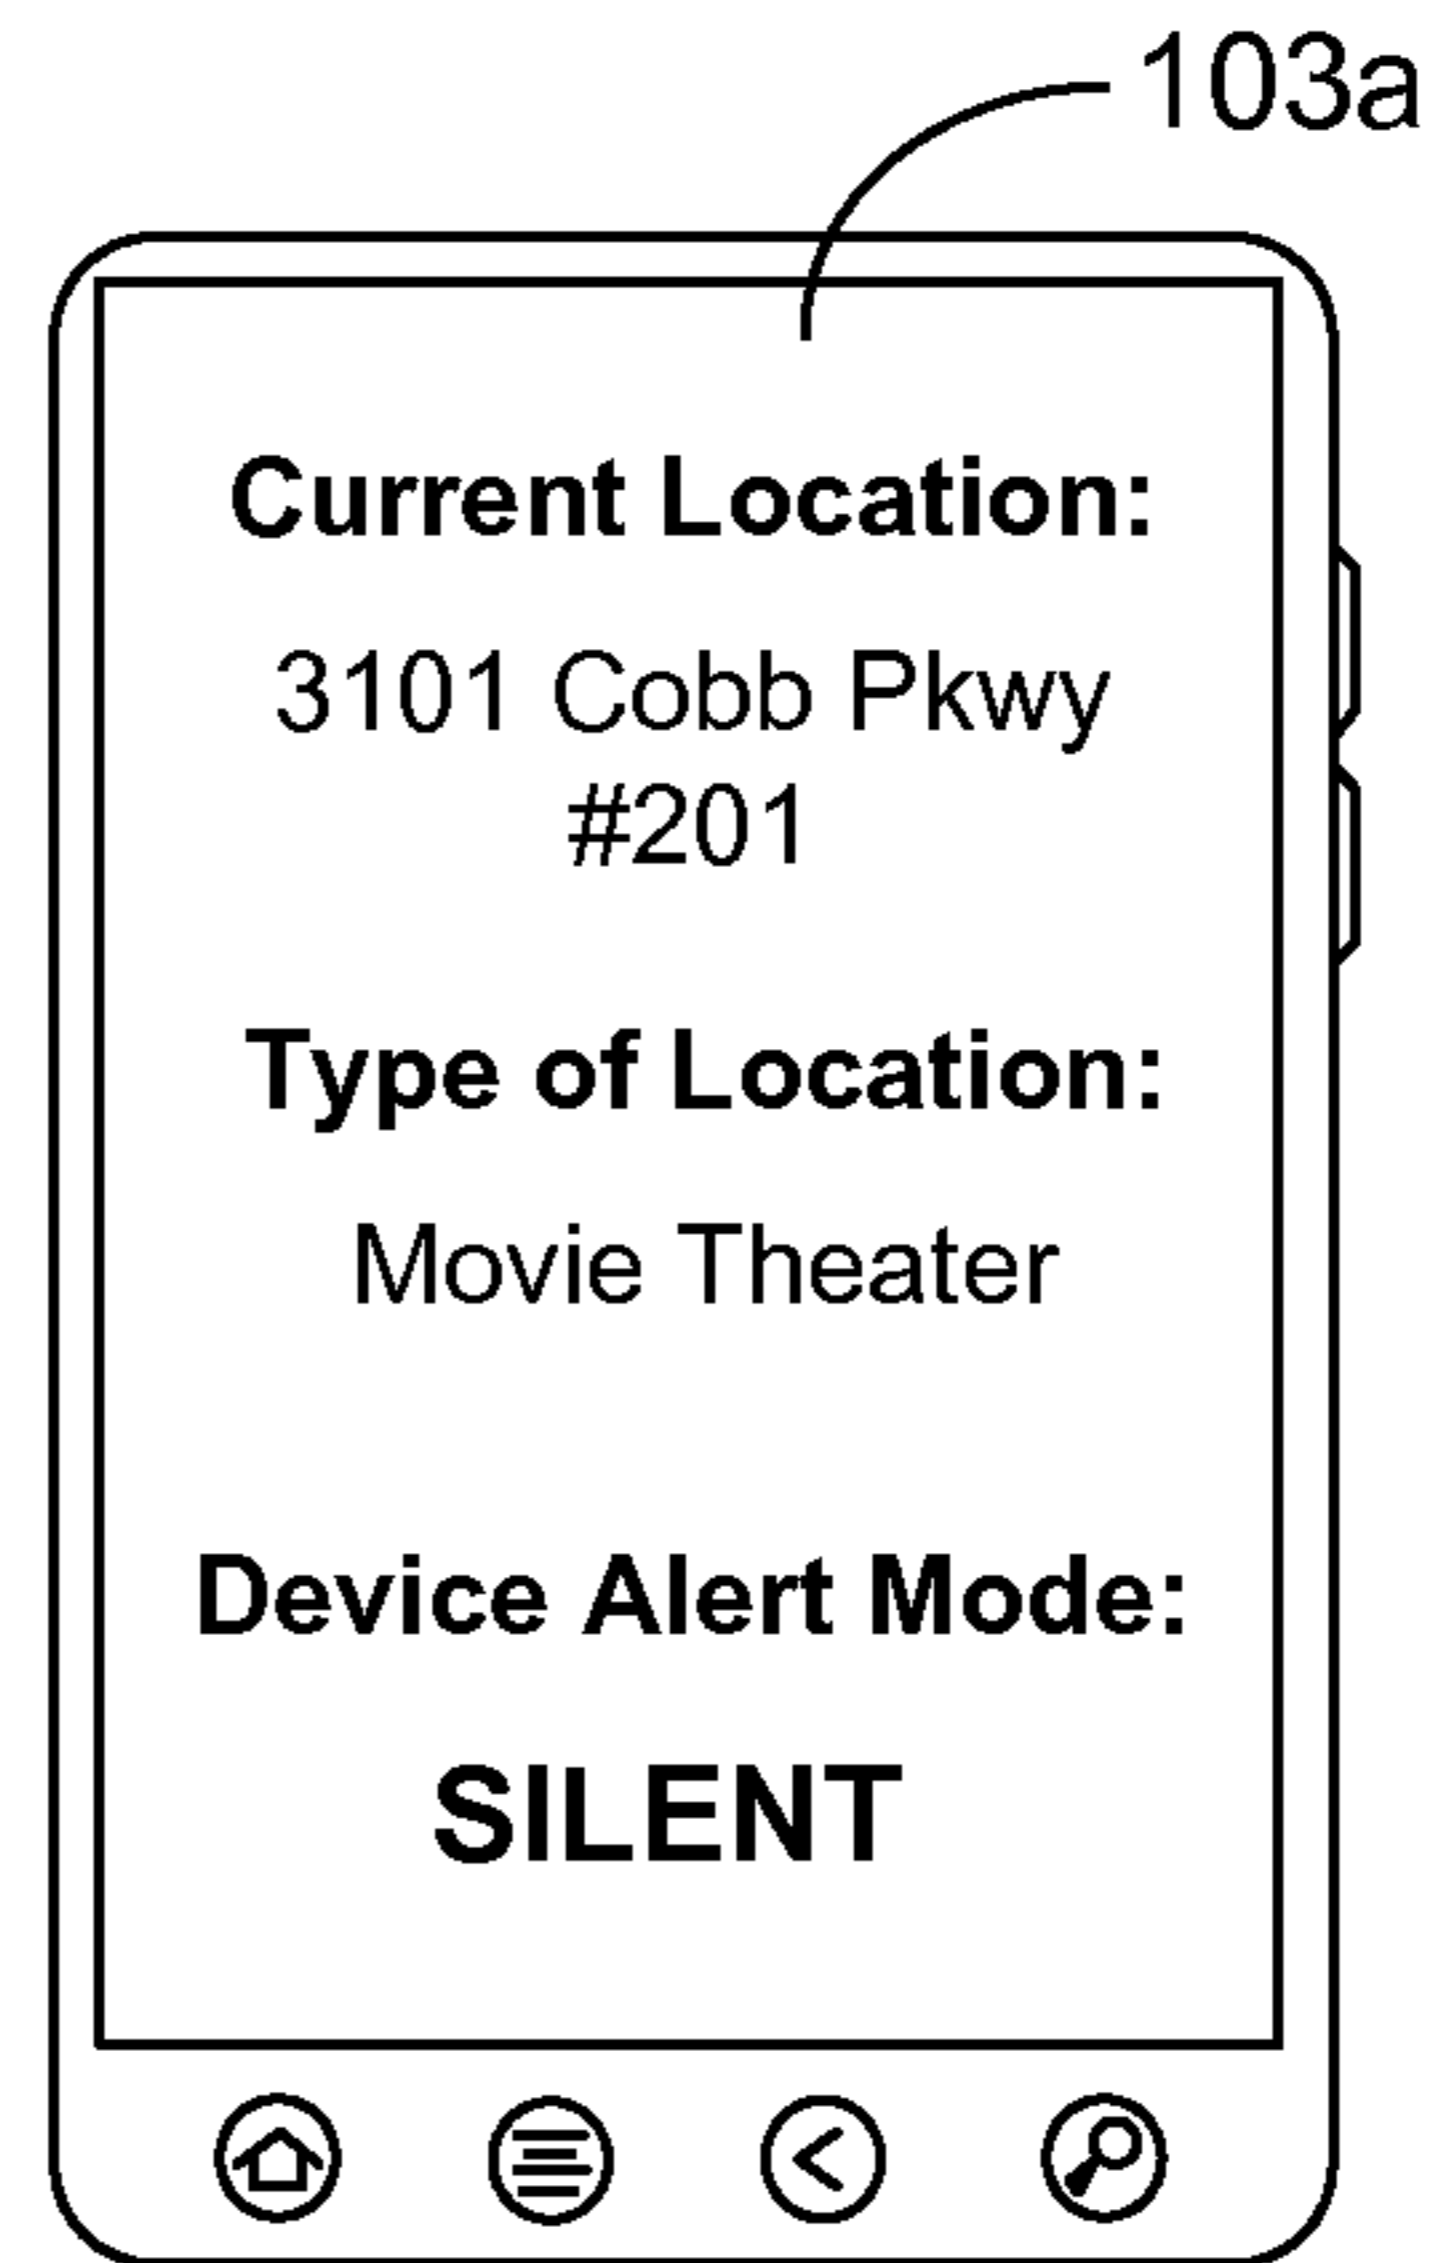 103a
Current Location:
3101 Cobb Pkwy
#201
Type of Location:
Movie Theater
Device Alert Mode:
SILENT